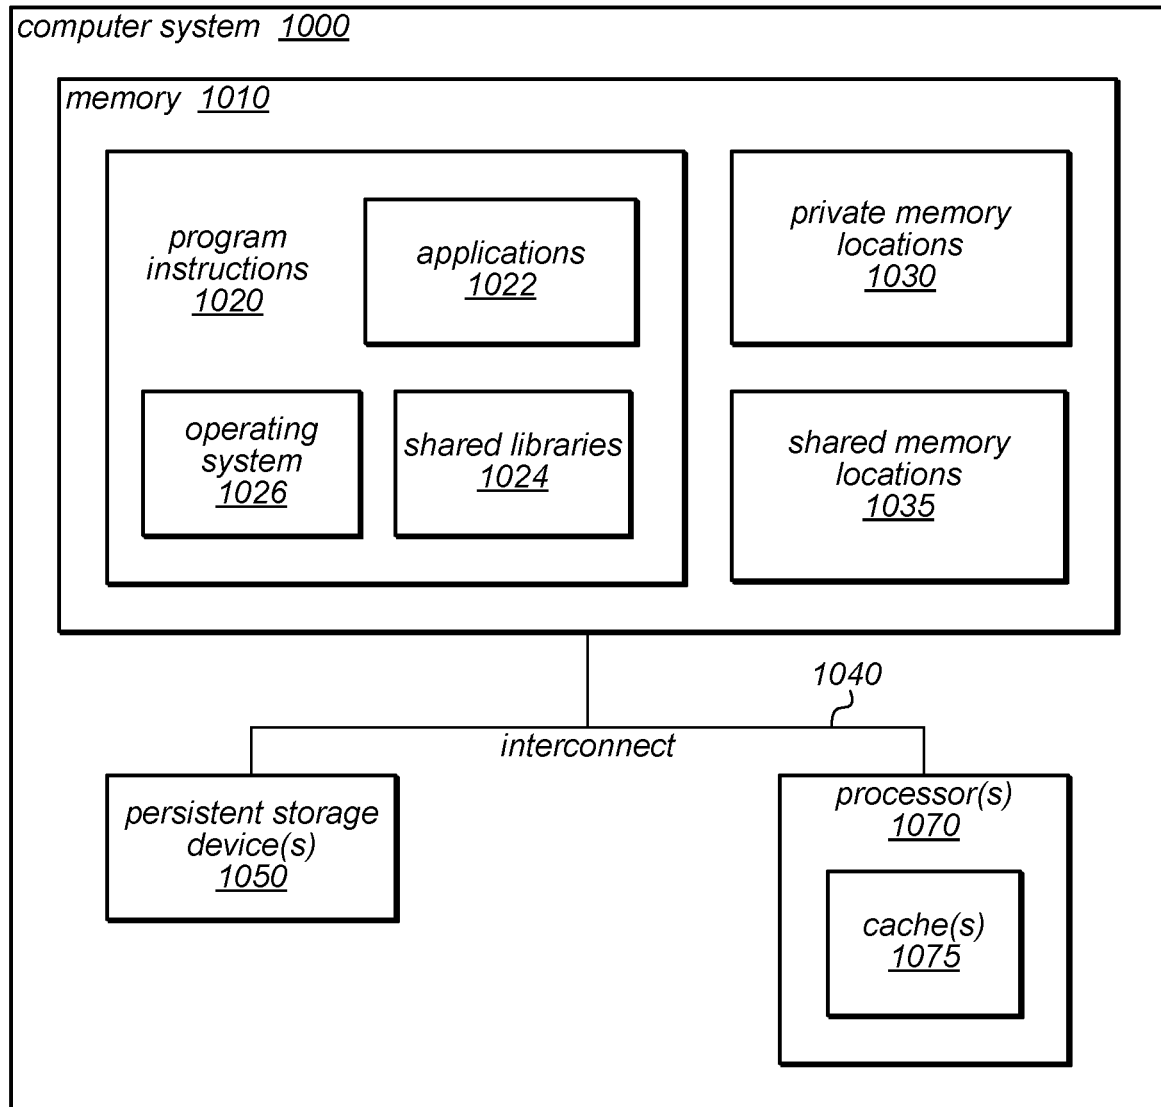 computer system 1000
memory 1010
program
instructions
1020
applications
1022
operating
system
1026
shared libraries
1024
private memory
locations
1030
shared memory
locations
1035
1040
interconnect
persistent storage
device(s)
1050
processor(s)
1070
cache(s)
1075